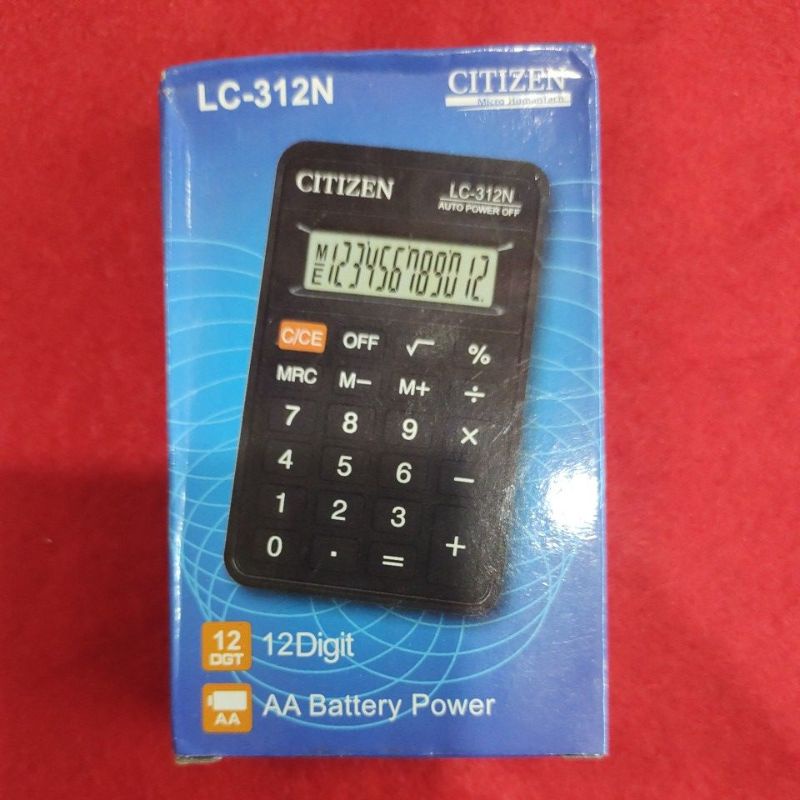 LC-312N
CITIZEN
Micro Humantech
CITIZEN
LC-312N
AUTO POWER OFF
M 123456789012.
E
C/CE OFF √ %
MRC M− M+ ÷
7 8 9 ×
4 5 6 −
1 2 3
0 . = +
12 DGT
12Digit
AA
AA Battery Power